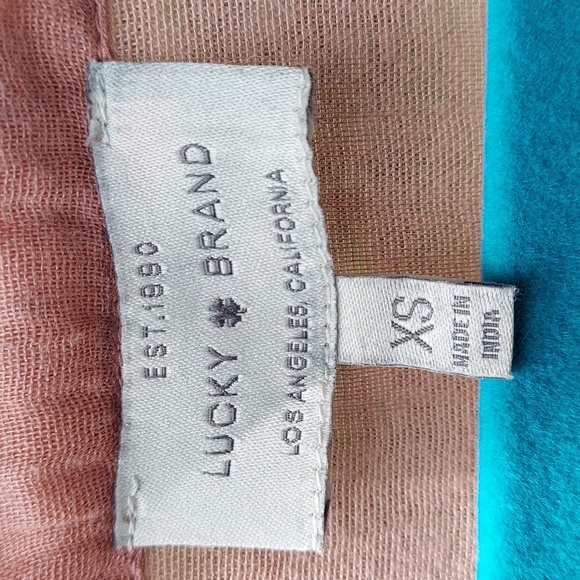 EST.1990
LUCKY BRAND
LOS ANGELES, CALIFORNIA
XS
MADE IN
INDIA